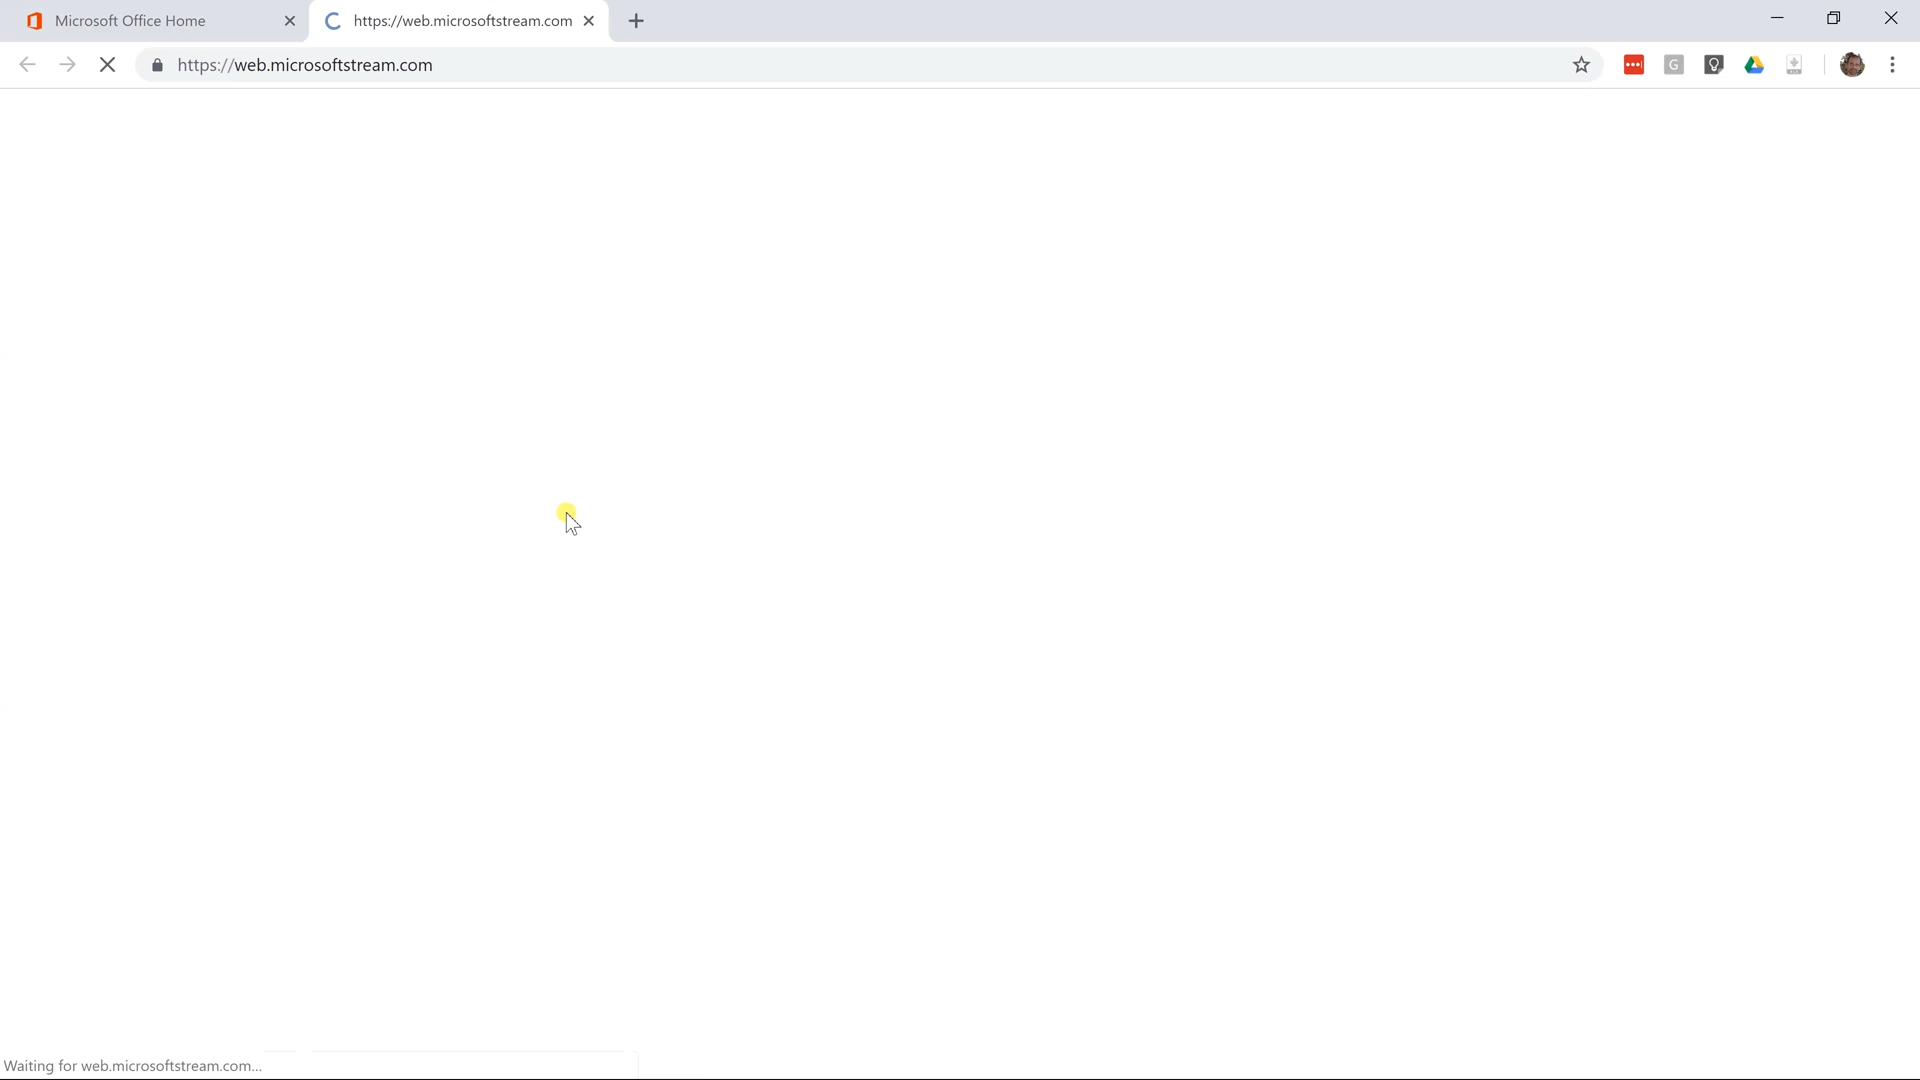 Microsoft Office Home
https://web.microsoftstream.com
https://web.microsoftstream.com
G
Waiting for web.microsoftstream.com...